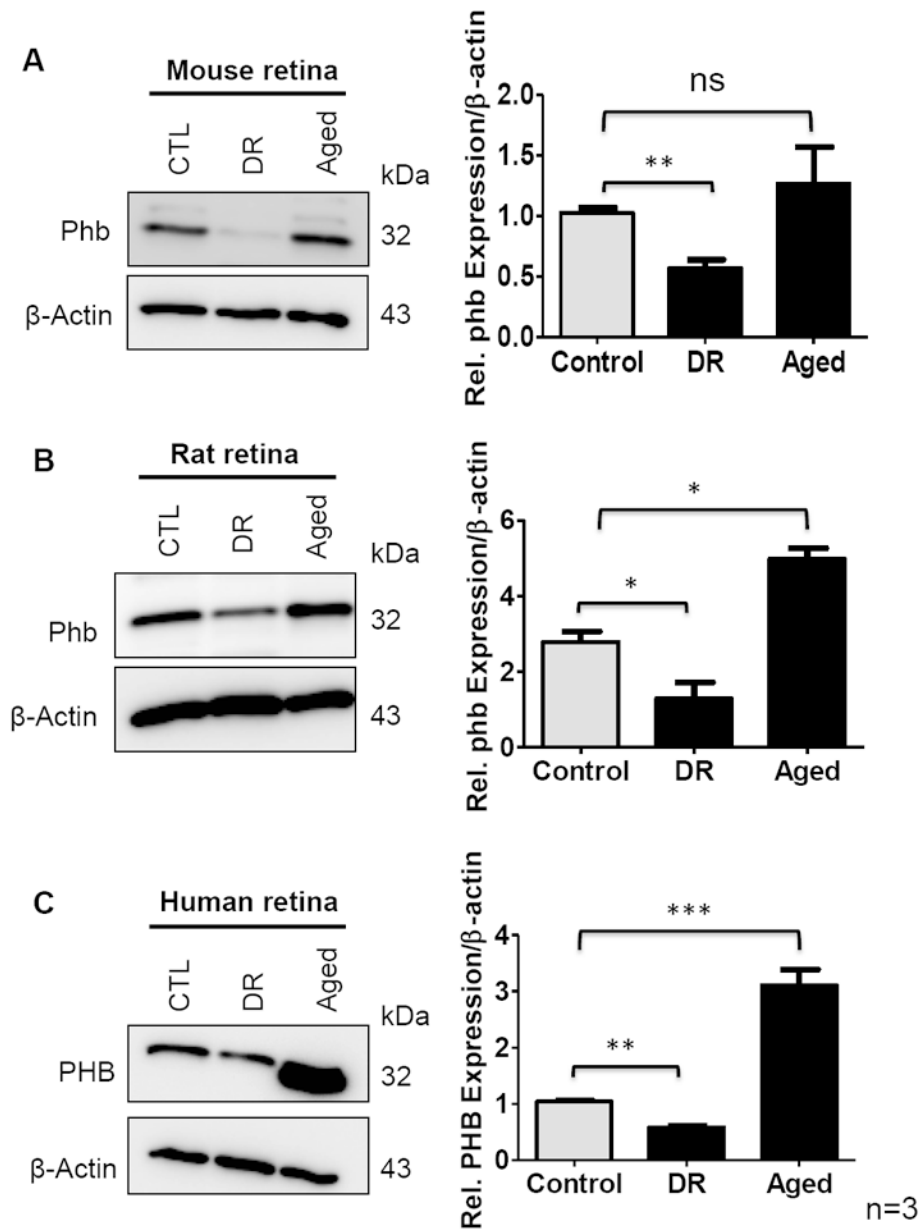 A
Mouse retina
CTL
DR
Aged
kDa
Phb
32
β-Actin
43
Rel. phb Expression/β-actin
2.0
1.5
1.0
0.5
0.0
ns
**
Control DR Aged
B
Rat retina
CTL
DR
Aged
kDa
Phb
32
β-Actin
43
Rel. phb Expression/β-actin
6
4
2
0
*
*
Control DR Aged
C
Human retina
CTL
DR
Aged
kDa
PHB
32
β-Actin
43
Rel. PHB Expression/β-actin
4
3
2
1
0
***
**
Control DR Aged
n=3